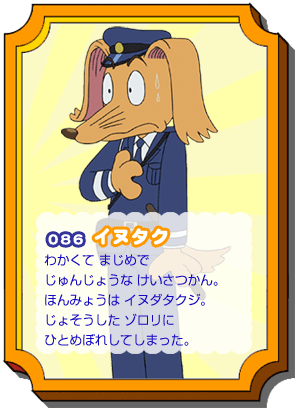 086 イヌタク
わかくて まじめで
じゅんじょうな けいさつかん。
ほんみょうは イヌダタクジ。
じょそうした ゾロリに
ひとめぼれしてしまった。